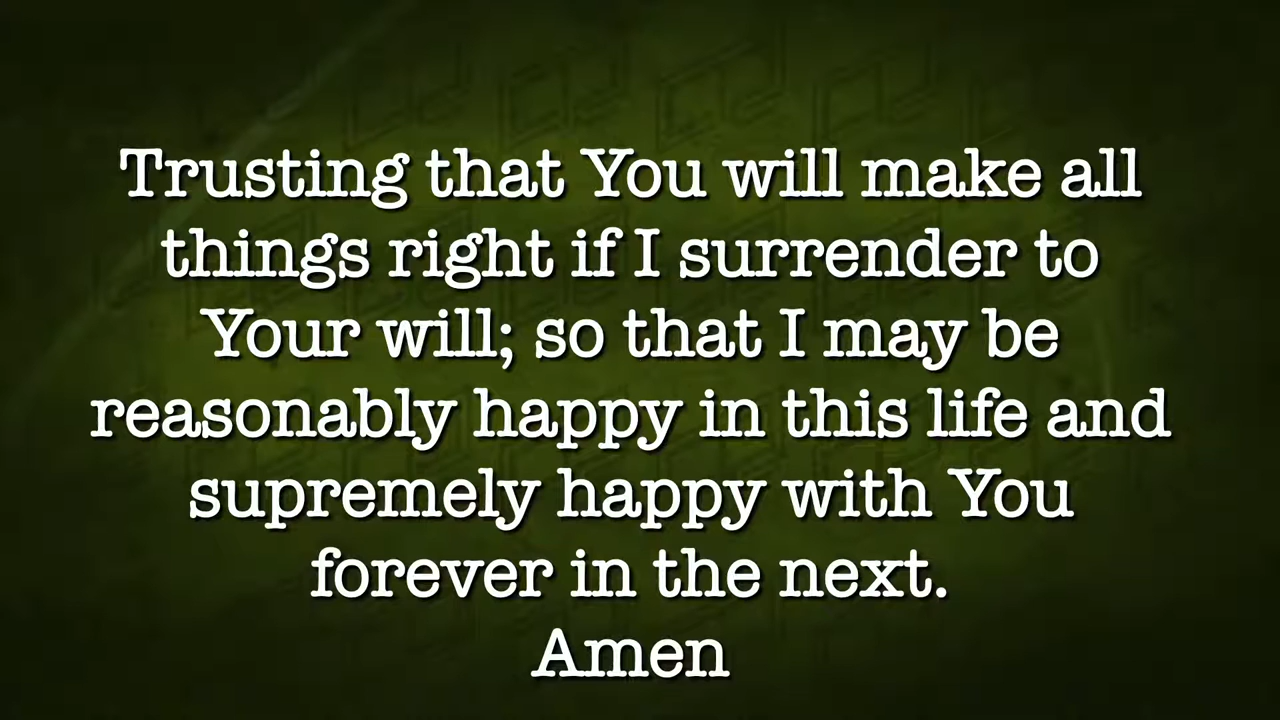 Trusting that You will make all
things right if I surrender to
Your will; so that I may be
reasonably happy in this life and
supremely happy with You
forever in the next.
Amen